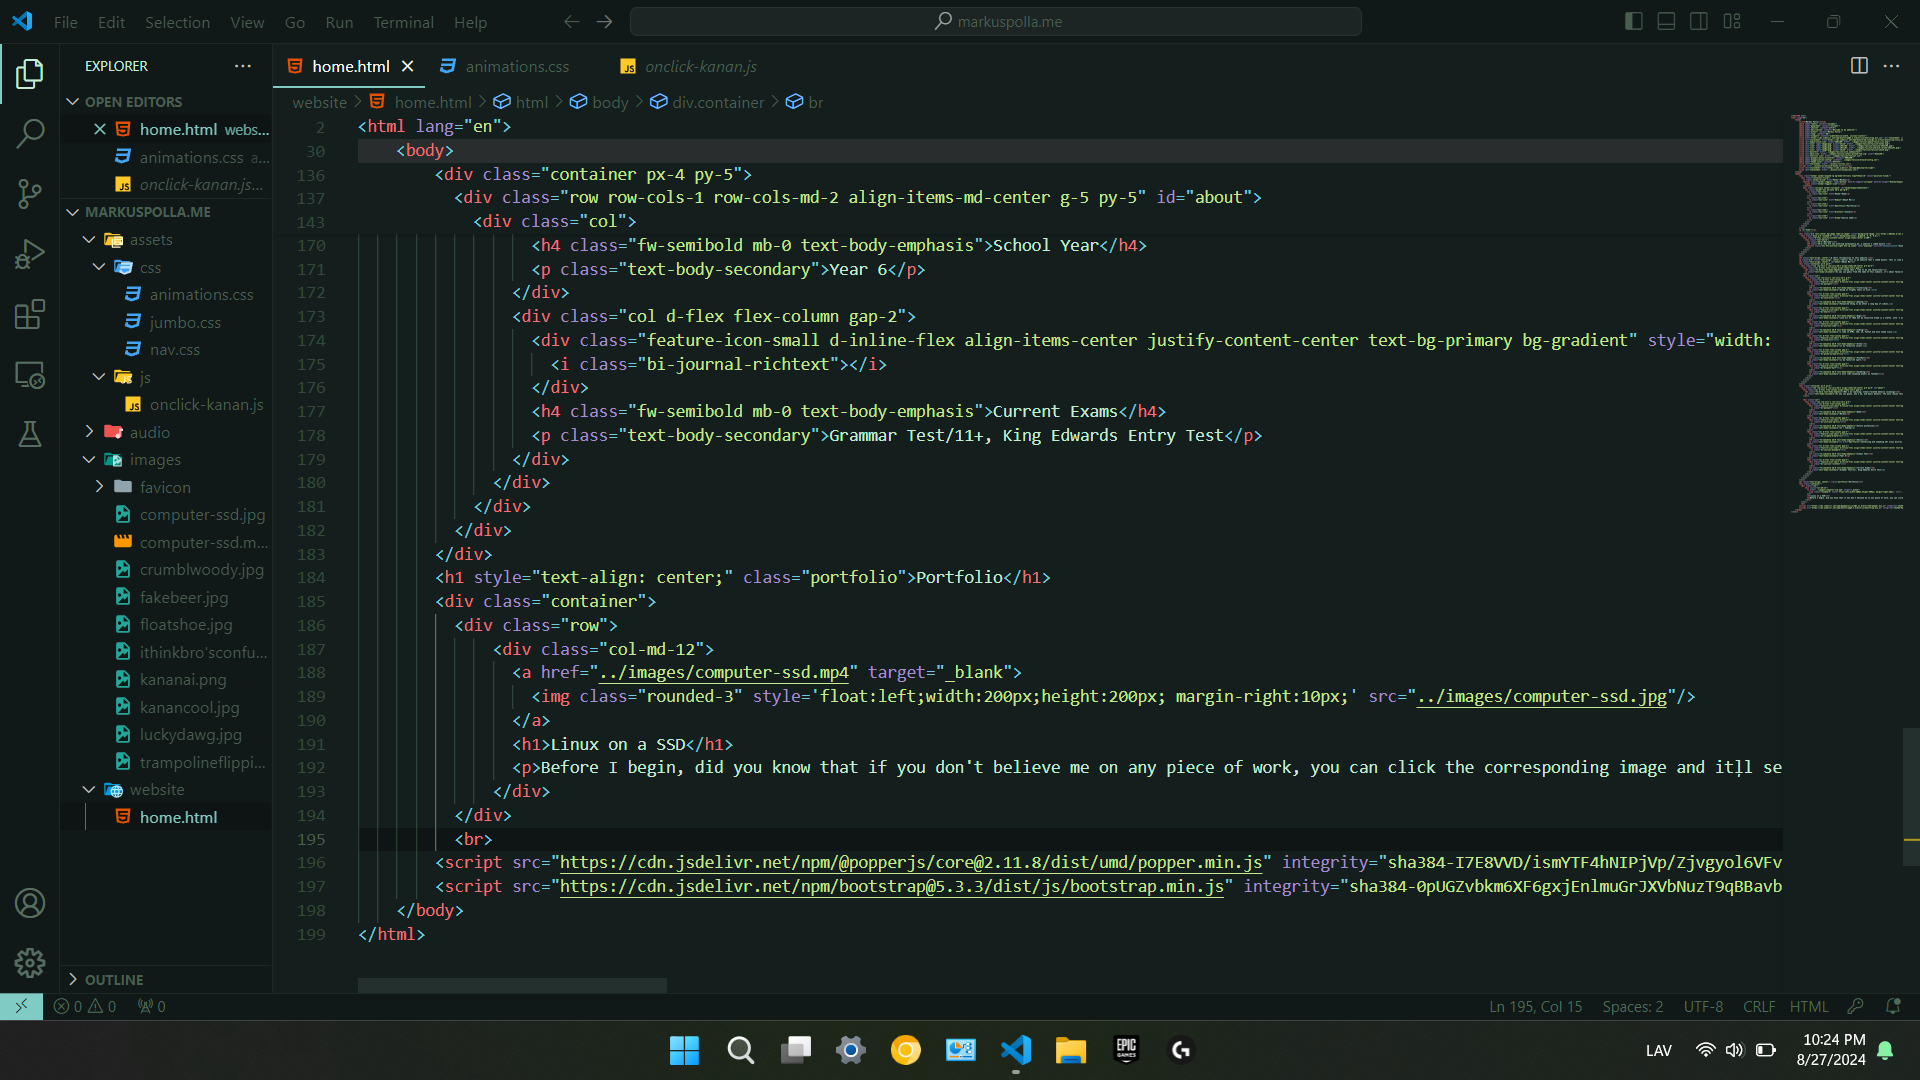 File Edit Selection View Go Run Terminal Help
markuspolla.me
EXPLORER
OPEN EDITORS
home.html webs...
animations.css a...
onclick-kanan.js...
MARKUSPOLLA.ME
assets
css
animations.css
jumbo.css
nav.css
js
onclick-kanan.js
audio
images
favicon
computer-ssd.jpg
computer-ssd.m...
crumblwoody.jpg
fakebeer.jpg
floatshoe.jpg
ithinkbro'sconfu...
kananai.png
kanancool.jpg
luckydawg.jpg
trampolineflippi...
website
home.html
OUTLINE
home.html animations.css onclick-kanan.js
website > home.html > html > body > div.container > br
2 <html lang="en">
30 <body>
136 <div class="container px-4 py-5">
137 <div class="row row-cols-1 row-cols-md-2 align-items-md-center g-5 py-5" id="about">
143 <div class="col">
170 <h4 class="fw-semibold mb-0 text-body-emphasis">School Year</h4>
171 <p class="text-body-secondary">Year 6</p>
172 </div>
173 <div class="col d-flex flex-column gap-2">
174 <div class="feature-icon-small d-inline-flex align-items-center justify-content-center text-bg-primary bg-gradient" style="width:
175 <i class="bi-journal-richtext"></i>
176 </div>
177 <h4 class="fw-semibold mb-0 text-body-emphasis">Current Exams</h4>
178 <p class="text-body-secondary">Grammar Test/11+, King Edwards Entry Test</p>
179 </div>
180 </div>
181 </div>
182 </div>
183 </div>
184 <h1 style="text-align: center;" class="portfolio">Portfolio</h1>
185 <div class="container">
186 <div class="row">
187 <div class="col-md-12">
188 <a href="../images/computer-ssd.mp4" target="_blank">
189 <img class="rounded-3" style='float:left;width:200px;height:200px; margin-right:10px;' src="../images/computer-ssd.jpg"/>
190 </a>
191 <h1>Linux on a SSD</h1>
192 <p>Before I begin, did you know that if you don't believe me on any piece of work, you can click the corresponding image and itll se
193 </div>
194 </div>
195 <br>
196 <script src="https://cdn.jsdelivr.net/npm/@popperjs/core@2.11.8/dist/umd/popper.min.js" integrity="sha384-I7E8VVD/ismYTF4hNIPjVp/Zjvgyol6VFv
197 <script src="https://cdn.jsdelivr.net/npm/bootstrap@5.3.3/dist/js/bootstrap.min.js" integrity="sha384-0pUGZvbkm6XF6gxjEnlmuGrJXVbNuzT9qBBavb
198 </body>
199 </html>
0 0 0
Ln 195, Col 15 Spaces: 2 UTF-8 CRLF HTML
EPIC GAMES
LAV
10:24 PM
8/27/2024